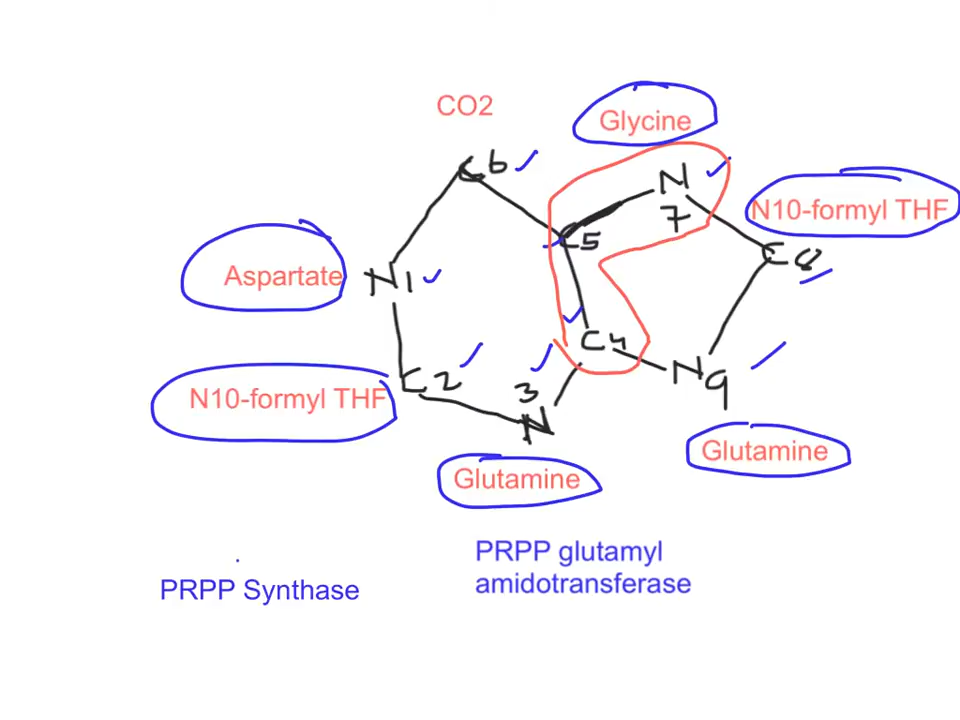 CO2
Glycine
C6
N
7
N10-formyl THF
C5
C8
Aspartate
N1
C4
C2
3
N
N9
N10-formyl THF
Glutamine
Glutamine
PRPP glutamyl
amidotransferase
PRPP Synthase